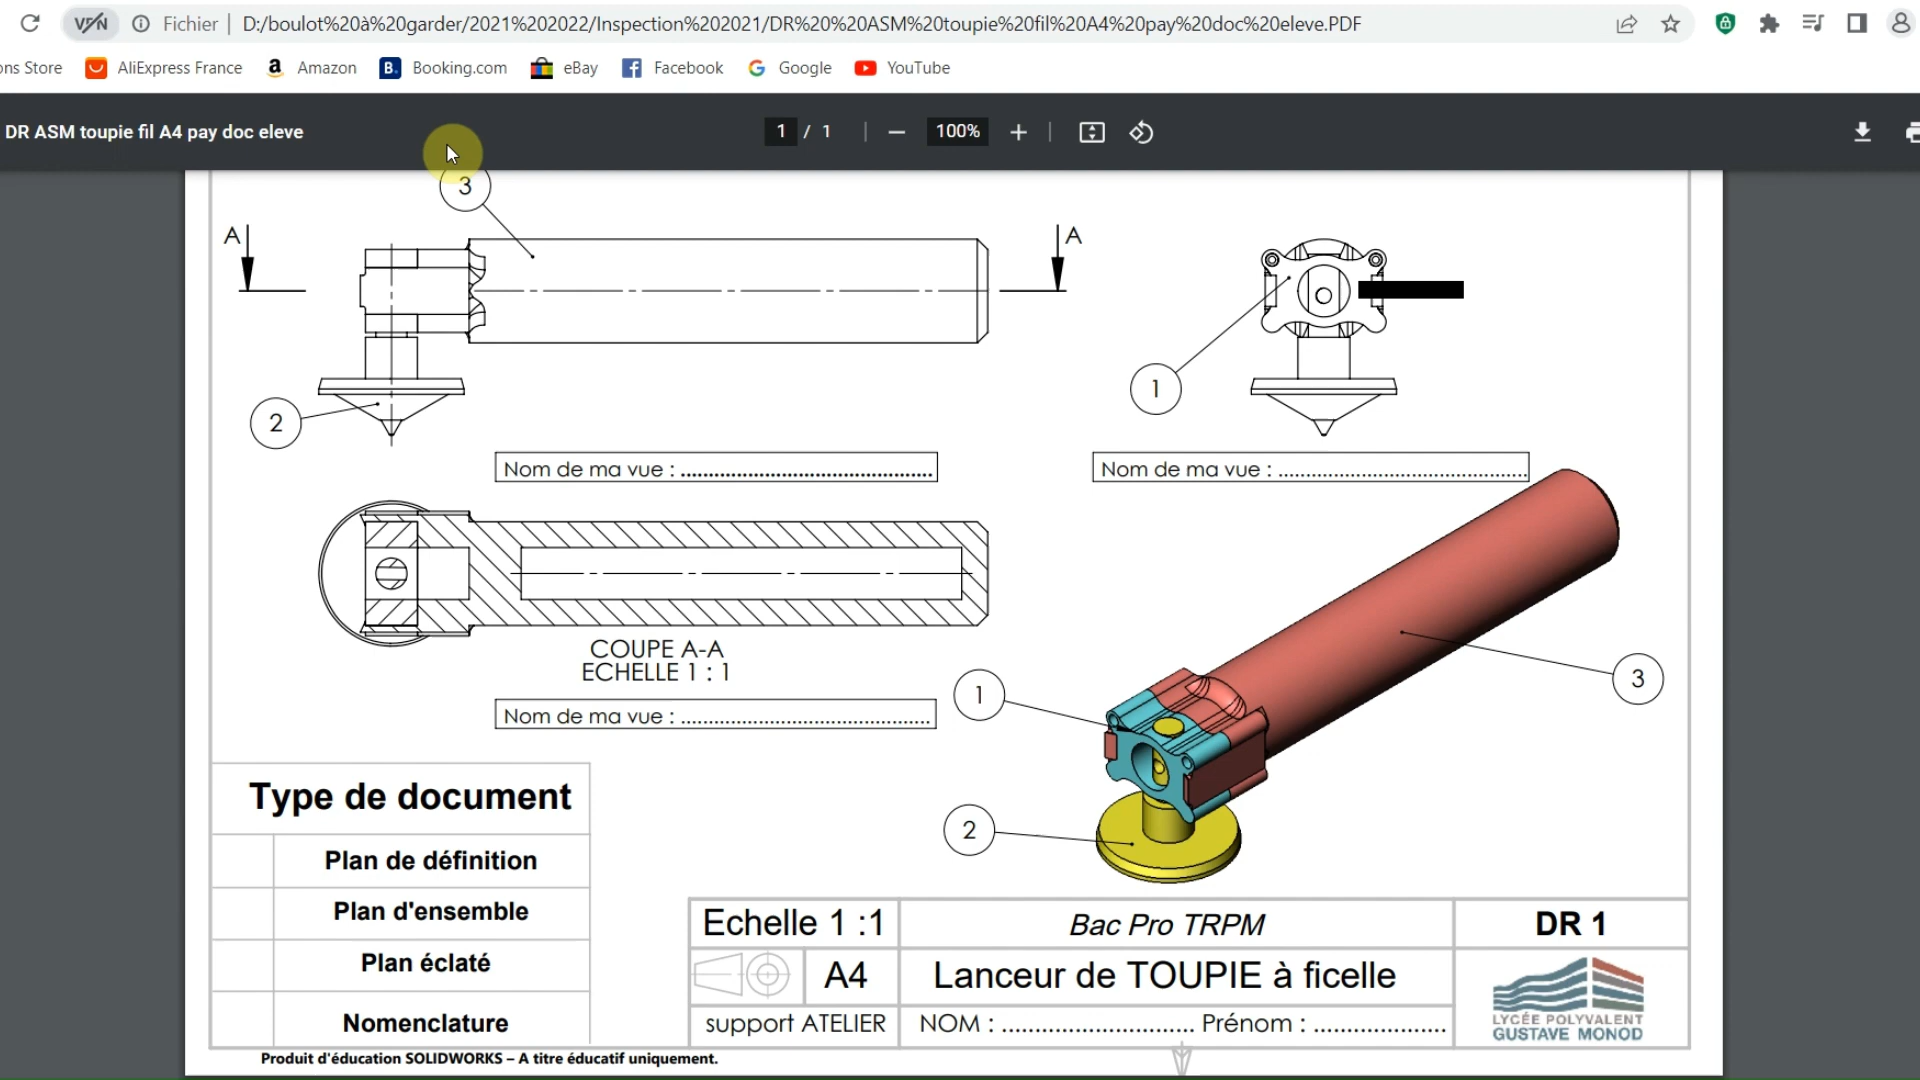 VPN Fichier D:/boulot%20à%20garder/2021%202022/Inspection%202021/DR%20%20ASM%20toupie%20fil%20A4%20pay%20doc%20eleve.PDF
ons Store AliExpress France Amazon Booking.com eBay Facebook Google YouTube
DR ASM toupie fil A4 pay doc eleve 1 / 1 100%
3
A A
1
2
Nom de ma vue : ............................................... Nom de ma vue : ...............................................
COUPE A-A
ECHELLE 1 : 1
3
1
Nom de ma vue : ...............................................
2
Type de document
Plan de définition
Plan d'ensemble
Plan éclaté
Nomenclature
Echelle 1 :1 Bac Pro TRPM DR 1
A4 Lanceur de TOUPIE à ficelle
support ATELIER NOM : ............................ Prénom : ...................
LYCÉE POLYVALENT
GUSTAVE MONOD
Produit d'éducation SOLIDWORKS – A titre éducatif uniquement.